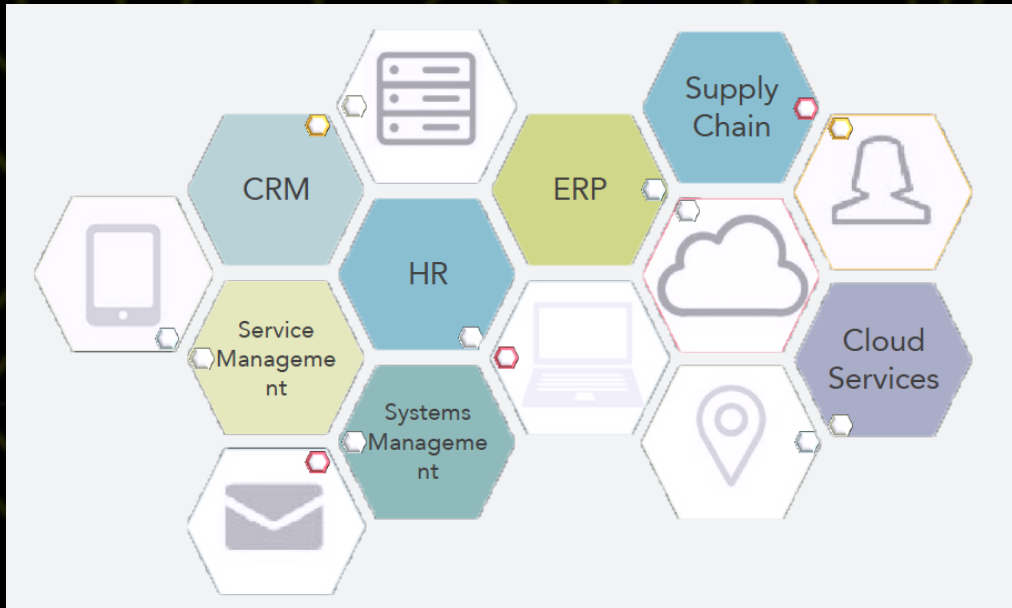 Supply
Chain
CRM
ERP
HR
Service
Manageme
nt
Cloud
Services
Systems
Manageme
nt